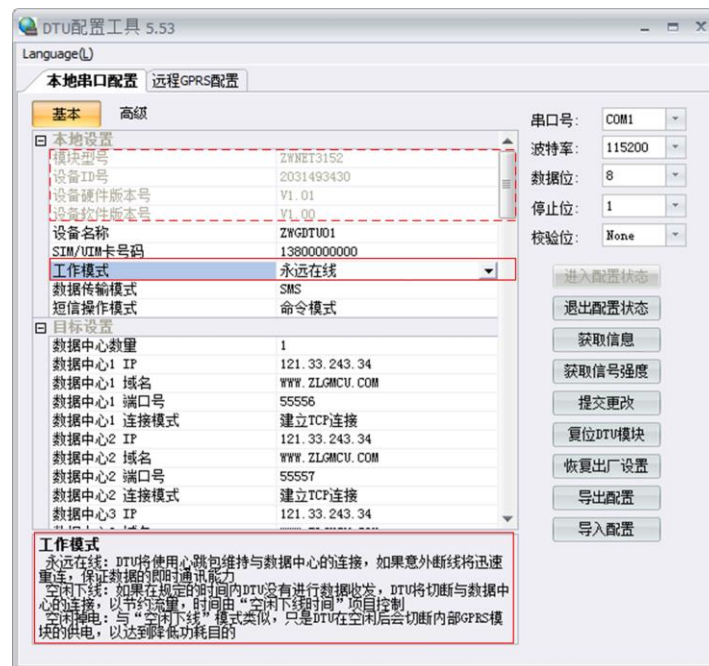 DTU配置工具 5.53
Language(L)
本地串口配置 远程GPRS配置
基本 高级
本地设置
模块型号 ZWNET3152
设备ID号 2031493430
设备硬件版本号 V1.01
设备软件版本号 V1.00
设备名称 ZWGDTU01
SIM/UIM卡号码 13800000000
工作模式 永远在线
数据传输模式 SMS
短信操作模式 命令模式
目标设置
数据中心数量 1
数据中心1 IP 121.33.243.34
数据中心1 域名 WWW.ZLGMCU.COM
数据中心1 端口号 55556
数据中心1 连接模式 建立TCP连接
数据中心2 IP 121.33.243.34
数据中心2 域名 WWW.ZLGMCU.COM
数据中心2 端口号 55557
数据中心2 连接模式 建立TCP连接
数据中心3 IP 121.33.243.34
工作模式
永远在线: DTU将使用心跳包维持与数据中心的连接，如果意外断线将迅速
重连，保证数据的即时通讯能力
空闲下线: 如果在规定的时间内DTU没有进行数据收发，DTU将切断与数据中
心的连接，以节约流量，时间由“空闲下线时间”项目控制
空闲掉电: 与“空闲下线”模式类似，只是DTU在空闲后会切断内部GPRS模
块的供电，以达到降低功耗目的
串口号: COM1
波特率: 115200
数据位: 8
停止位: 1
校验位: None
进入配置状态
退出配置状态
获取信息
获取信号强度
提交更改
复位DTU模块
恢复出厂设置
导出配置
导入配置